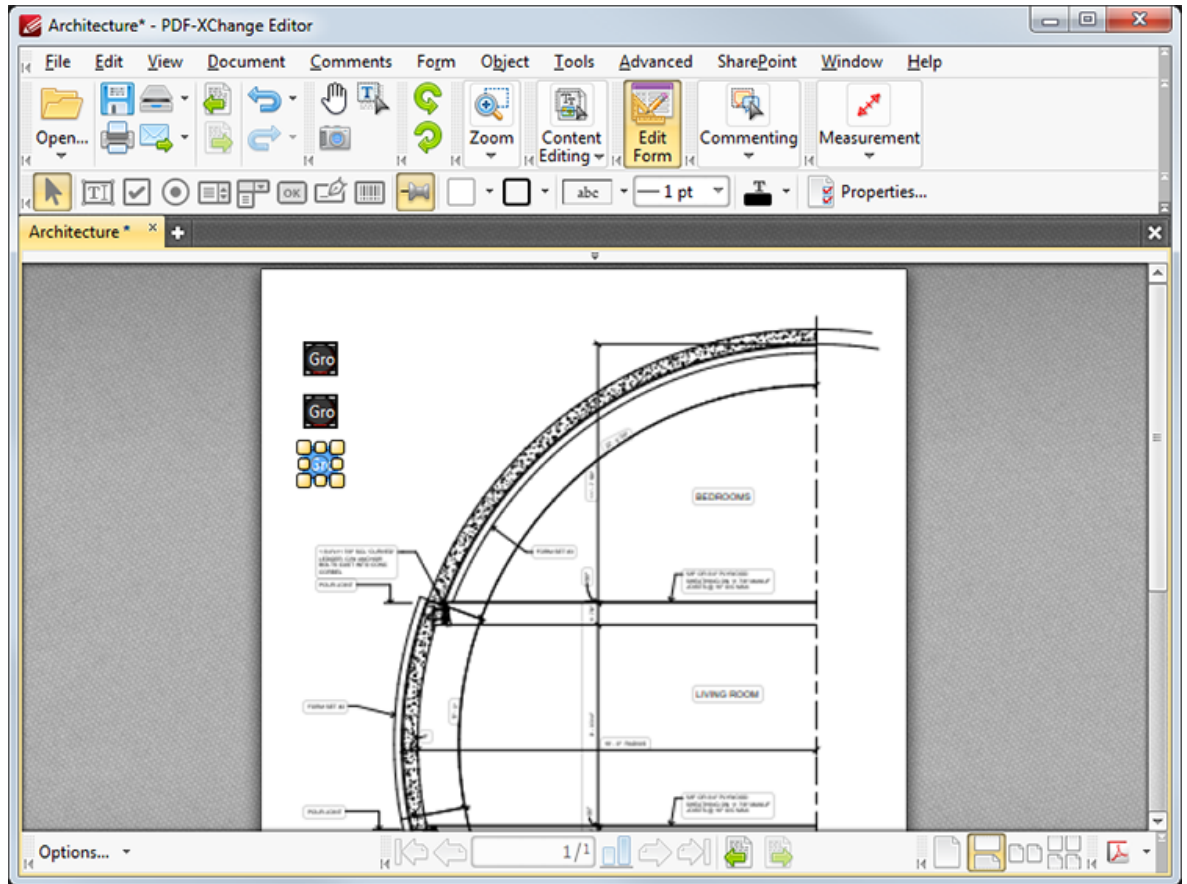 Architecture* - PDF-XChange Editor
File Edit View Document Comments Form Object Tools Advanced SharePoint Window Help
Open... Zoom Content Editing Edit Form Commenting Measurement
OK abc 1 pt T Properties...
Architecture *
Gro
Gro
BEDROOMS
LIVING ROOM
Options... 1/1